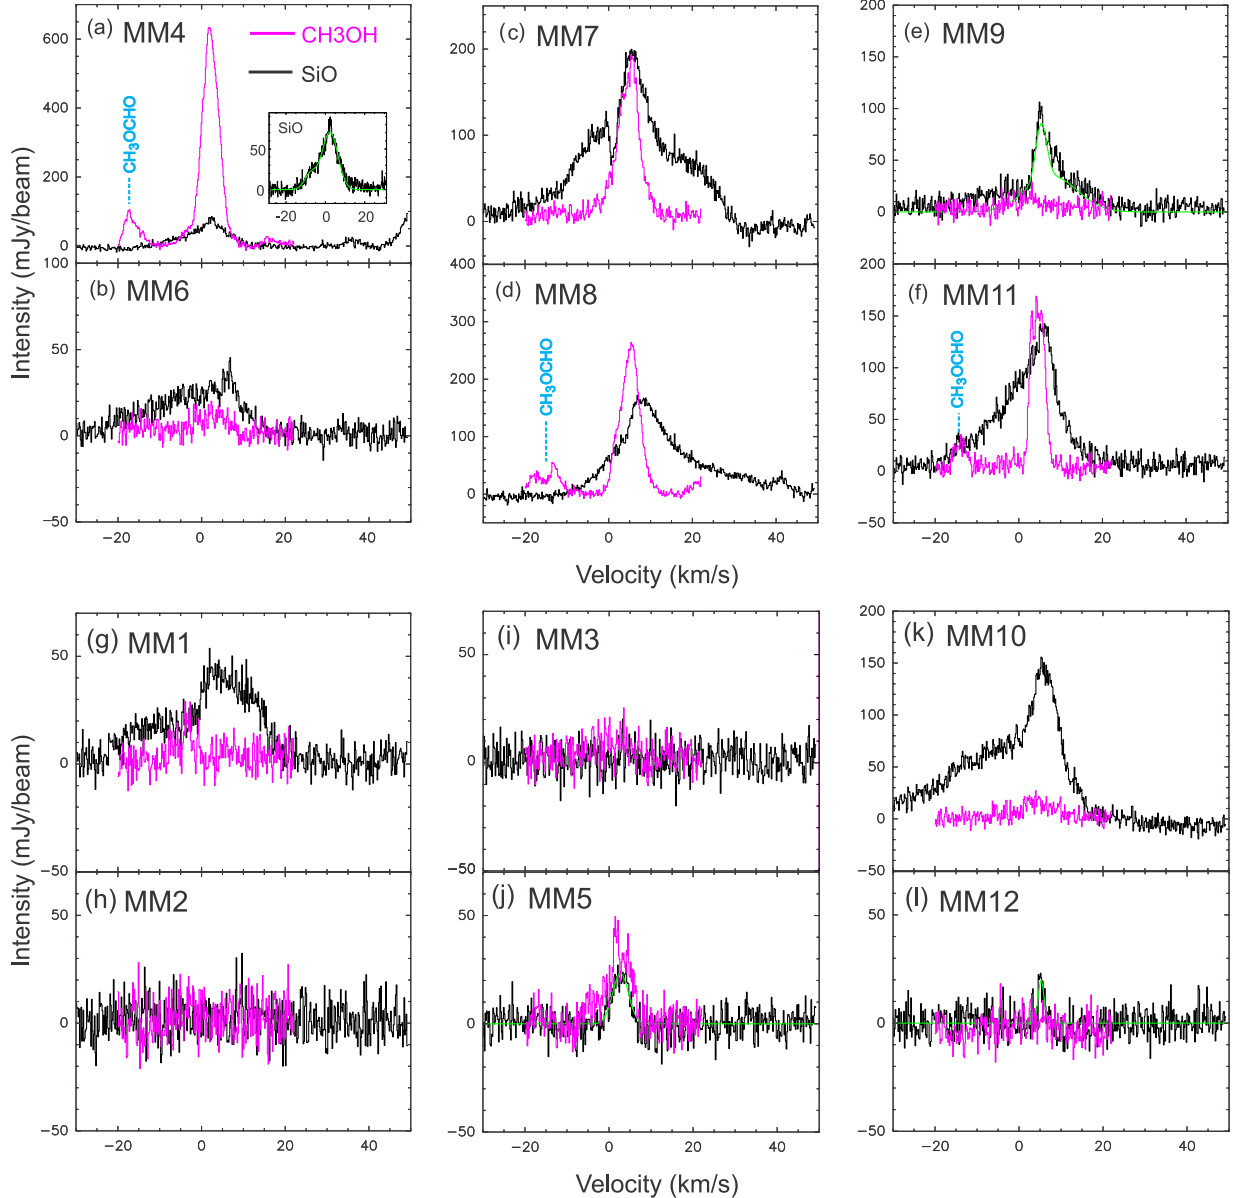 (a) MM4
CH3OH
SiO
CH₃OCHO
SiO
50
0
−20 0 20
600
400
200
0
100
(b) MM6
50
0
−50
−20 0 20 40
(c) MM7
200
100
0
400
(d) MM8
CH₃OCHO
300
200
100
0
−20 0 20 40
(e) MM9
200
150
100
50
0
−50
200
(f) MM11
CH₃OCHO
150
100
50
0
−50
−20 0 20 40
Intensity (mJy/beam)
Velocity (km/s)
(g) MM1
50
0
−50
(h) MM2
50
0
−50
−20 0 20 40
(i) MM3
50
0
−50
(j) MM5
50
0
−50
−20 0 20 40
(k) MM10
200
150
100
50
0
−50
(l) MM12
50
0
−50
−20 0 20 40
Intensity (mJy/beam)
Velocity (km/s)